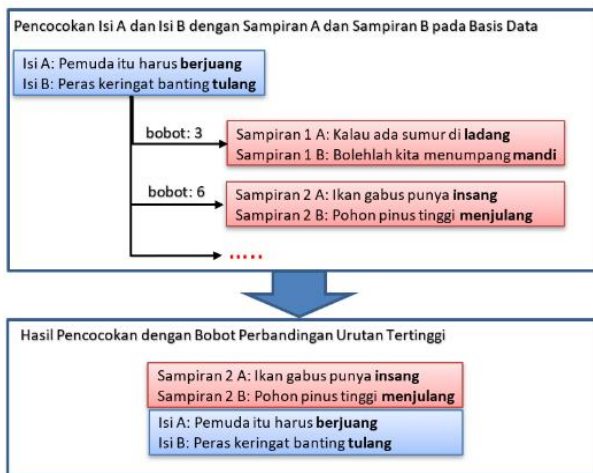 Pencocokan Isi A dan Isi B dengan Sampiran A dan Sampiran B pada Basis Data
Isi A: Pemuda itu harus berjuang
Isi B: Peras keringat banting tulang
bobot: 3
Sampiran 1 A: Kalau ada sumur di ladang
Sampiran 1 B: Bolehlah kita menumpang mandi
bobot: 6
Sampiran 2 A: Ikan gabus punya insang
Sampiran 2 B: Pohon pinus tinggi menjulang
.....
Hasil Pencocokan dengan Bobot Perbandingan Urutan Tertinggi
Sampiran 2 A: Ikan gabus punya insang
Sampiran 2 B: Pohon pinus tinggi menjulang
Isi A: Pemuda itu harus berjuang
Isi B: Peras keringat banting tulang